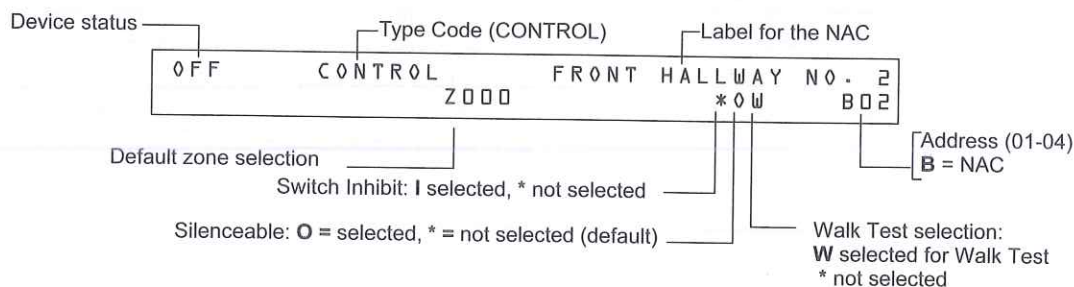 Device status
Type Code (CONTROL)
Label for the NAC
OFF CONTROL FRONT HALLWAY NO. 2
Z000 *OW B02
Default zone selection
Address (01-04)
B = NAC
Switch Inhibit: I selected, * not selected
Silenceable: O = selected, * = not selected (default)
Walk Test selection:
W selected for Walk Test
* not selected